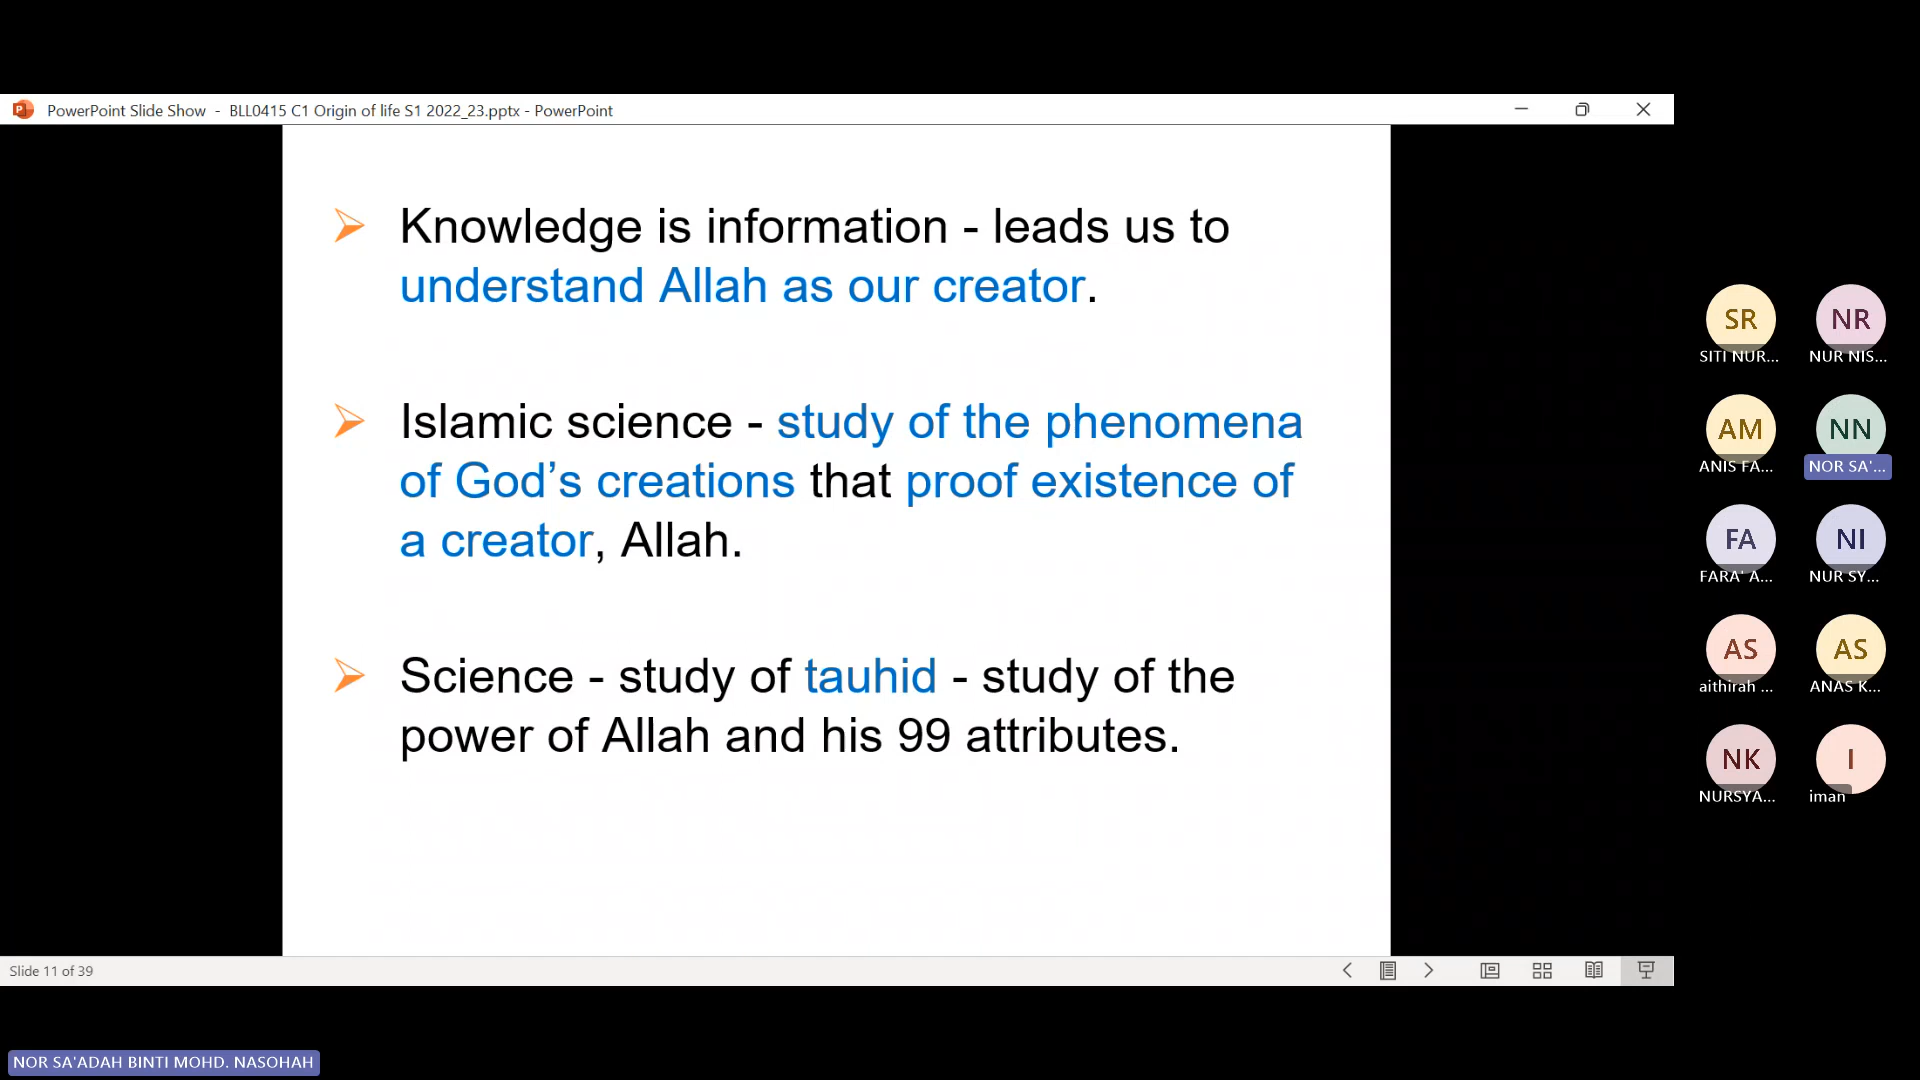 PowerPoint Slide Show - BLL0415 C1 Origin of life S1 2022_23.pptx - PowerPoint
Knowledge is information - leads us to
understand Allah as our creator.
Islamic science - study of the phenomena
of God’s creations that proof existence of
a creator, Allah.
Science - study of tauhid - study of the
power of Allah and his 99 attributes.
SR NR
SITI NUR... NUR NIS...
AM NN
ANIS FA... NOR SA'...
FA NI
FARA' A... NUR SY...
AS AS
aithirah ... ANAS K...
NK I
NURSYA... iman
Slide 11 of 39
NOR SA'ADAH BINTI MOHD. NASOHAH